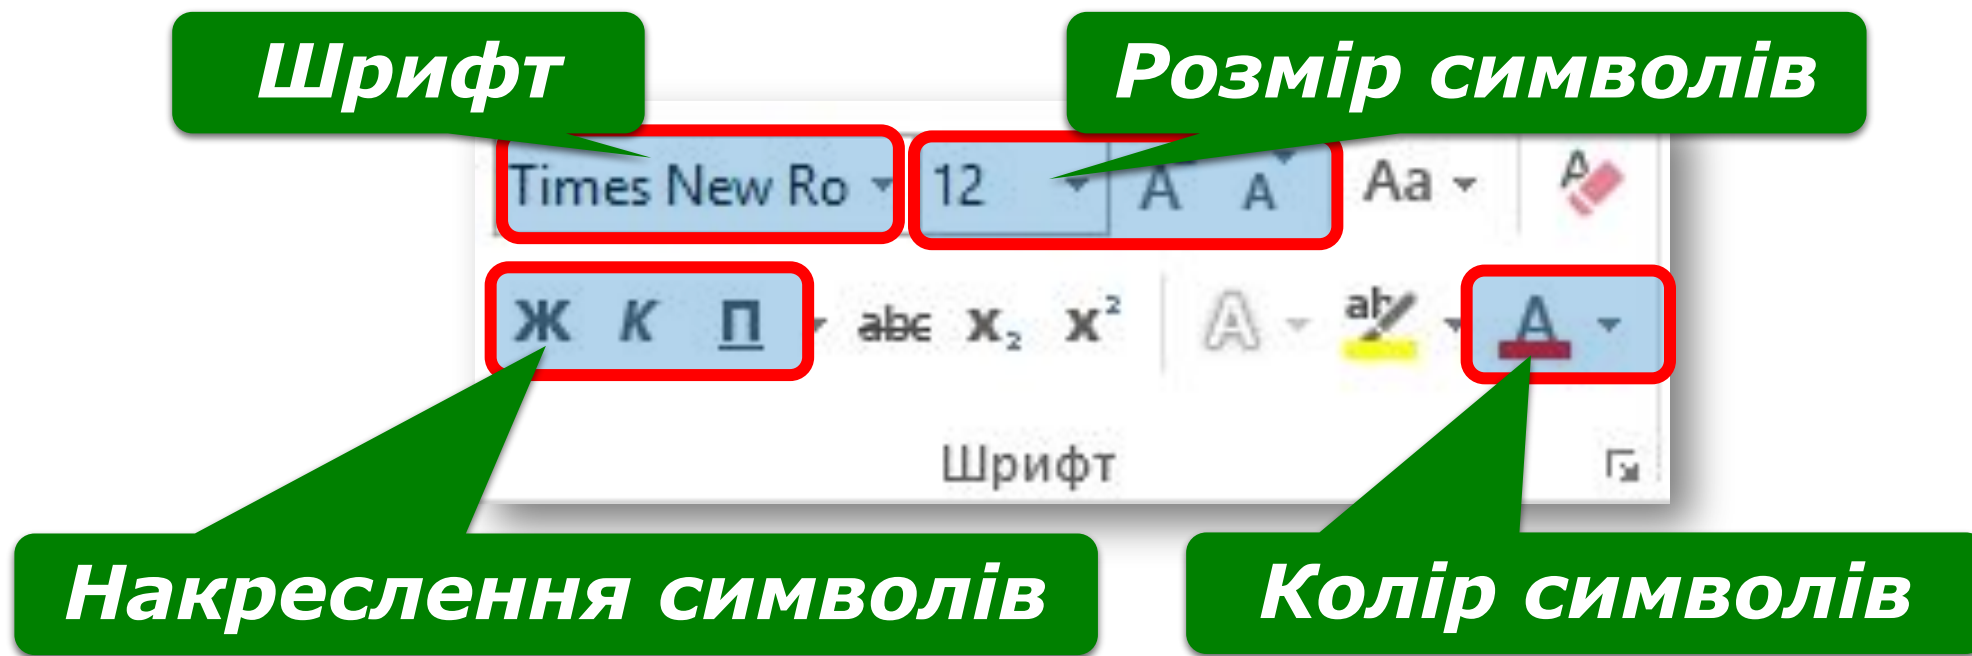 Шрифт
Розмір символів
Times New Ro 12 A A Aa A
Ж К П abc X₂ X² A ab A
Шрифт
Накреслення символів
Колір символів